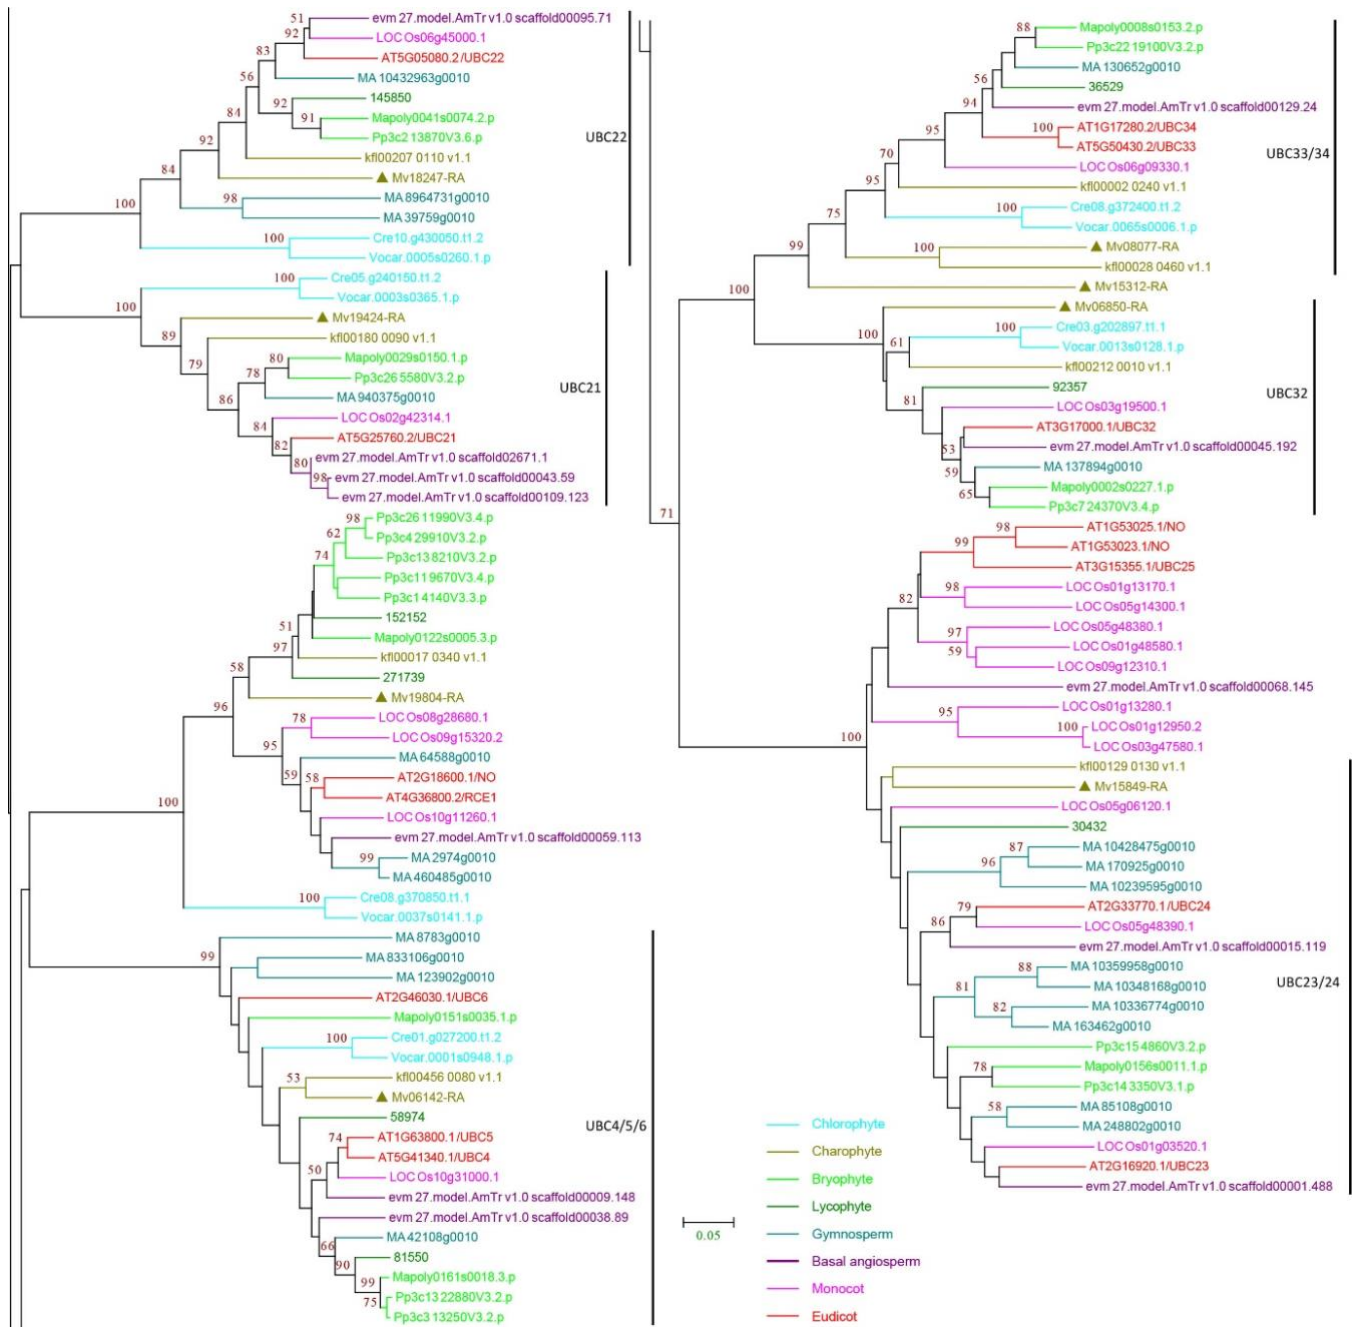 51
evm 27.model.AmTr v1.0 scaffold00095.71
92
LOC Os06g45000.1
83
AT5G05080.2/UBC22
56
MA 10432963g0010
92
145850
84
91
Mapoly0041s0074.2.p
Pp3c2 13870V3.6.p
UBC22
92
kfl00207 0110 v1.1
84
Mv18247-RA
98
MA 8964731g0010
100
MA 39759g0010
100
Cre10.g430050.t1.2
Vocar.0005s0260.1.p
100
Cre05.g240150.t1.2
100
Vocar.0003s0365.1.p
89
Mv19424-RA
79
kfl00180 0090 v1.1
80
Mapoly0029s0150.1.p
78
Pp3c26 5580V3.2.p
86
MA 940375g0010
UBC21
84
LOC Os02g42314.1
82
AT5G25760.2/UBC21
80
evm 27.model.AmTr v1.0 scaffold02671.1
98
evm 27.model.AmTr v1.0 scaffold00043.59
evm 27.model.AmTr v1.0 scaffold00109.123
98
Pp3c26 11990V3.4.p
62
Pp3c4 29910V3.2.p
74
Pp3c13 8210V3.2.p
Pp3c11 9670V3.4.p
Pp3c1 4140V3.3.p
51
152152
97
Mapoly0122s0005.3.p
kfl00017 0340 v1.1
58
271739
96
Mv19804-RA
78
LOC Os08g28680.1
95
LOC Os09g15320.2
MA 64588g0010
59
58
AT2G18600.1/NO
AT4G36800.2/RCE1
100
LOC Os10g11260.1
evm 27.model.AmTr v1.0 scaffold00059.113
99
MA 2974g0010
MA 460485g0010
100
Cre08.g370850.t1.1
Vocar.0037s0141.1.p
99
MA 8783g0010
MA 833106g0010
MA 123902g0010
AT2G46030.1/UBC6
Mapoly0151s0035.1.p
100
Cre01.g027200.t1.2
Vocar.0001s0948.1.p
53
kfl00456 0080 v1.1
Mv06142-RA
58974
UBC4/5/6
74
AT1G63800.1/UBC5
AT5G41340.1/UBC4
50
LOC Os10g31000.1
evm 27.model.AmTr v1.0 scaffold00009.148
evm 27.model.AmTr v1.0 scaffold00038.89
66
MA 42108g0010
90
81550
99
Mapoly0161s0018.3.p
75
Pp3c13 22880V3.2.p
Pp3c3 13250V3.2.p
88
Mapoly0008s0153.2.p
Pp3c22 19100V3.2.p
MA 130652g0010
56
36529
94
evm 27.model.AmTr v1.0 scaffold00129.24
95
100
AT1G17280.2/UBC34
AT5G50430.2/UBC33
UBC33/34
70
LOC Os06g09330.1
95
kfl00002 0240 v1.1
75
100
Cre08.g372400.t1.2
Vocar.0065s0006.1.p
99
100
Mv08077-RA
kfl00028 0460 v1.1
100
Mv15312-RA
Mv06850-RA
100
100
Cre03.g202897.t1.1
61
Vocar.0013s0128.1.p
kfl00212 0010 v1.1
81
92357
UBC32
LOC Os03g19500.1
AT3G17000.1/UBC32
53
evm 27.model.AmTr v1.0 scaffold00045.192
59
MA 137894g0010
65
Mapoly0002s0227.1.p
Pp3c7 24370V3.4.p
71
98
AT1G53025.1/NO
99
AT1G53023.1/NO
AT3G15355.1/UBC25
82
98
LOC Os01g13170.1
LOC Os05g14300.1
97
LOC Os05g48380.1
59
LOC Os01g48580.1
LOC Os09g12310.1
evm 27.model.AmTr v1.0 scaffold00068.145
95
LOC Os01g13280.1
100
LOC Os01g12950.2
100
LOC Os03g47580.1
kfl00129 0130 v1.1
Mv15849-RA
LOC Os05g06120.1
30432
87
MA 10428475g0010
96
MA 170925g0010
MA 10239595g0010
79
AT2G33770.1/UBC24
86
LOC Os05g48390.1
evm 27.model.AmTr v1.0 scaffold00015.119
88
MA 10359958g0010
81
MA 10348168g0010
UBC23/24
82
MA 10336774g0010
MA 163462g0010
Pp3c15 4860V3.2.p
78
Mapoly0156s0011.1.p
Pp3c14 3350V3.1.p
58
MA 85108g0010
MA 248802g0010
LOC Os01g03520.1
AT2G16920.1/UBC23
evm 27.model.AmTr v1.0 scaffold00001.488
0.05
Chlorophyte
Charophyte
Bryophyte
Lycophyte
Gymnosperm
Basal angiosperm
Monocot
Eudicot